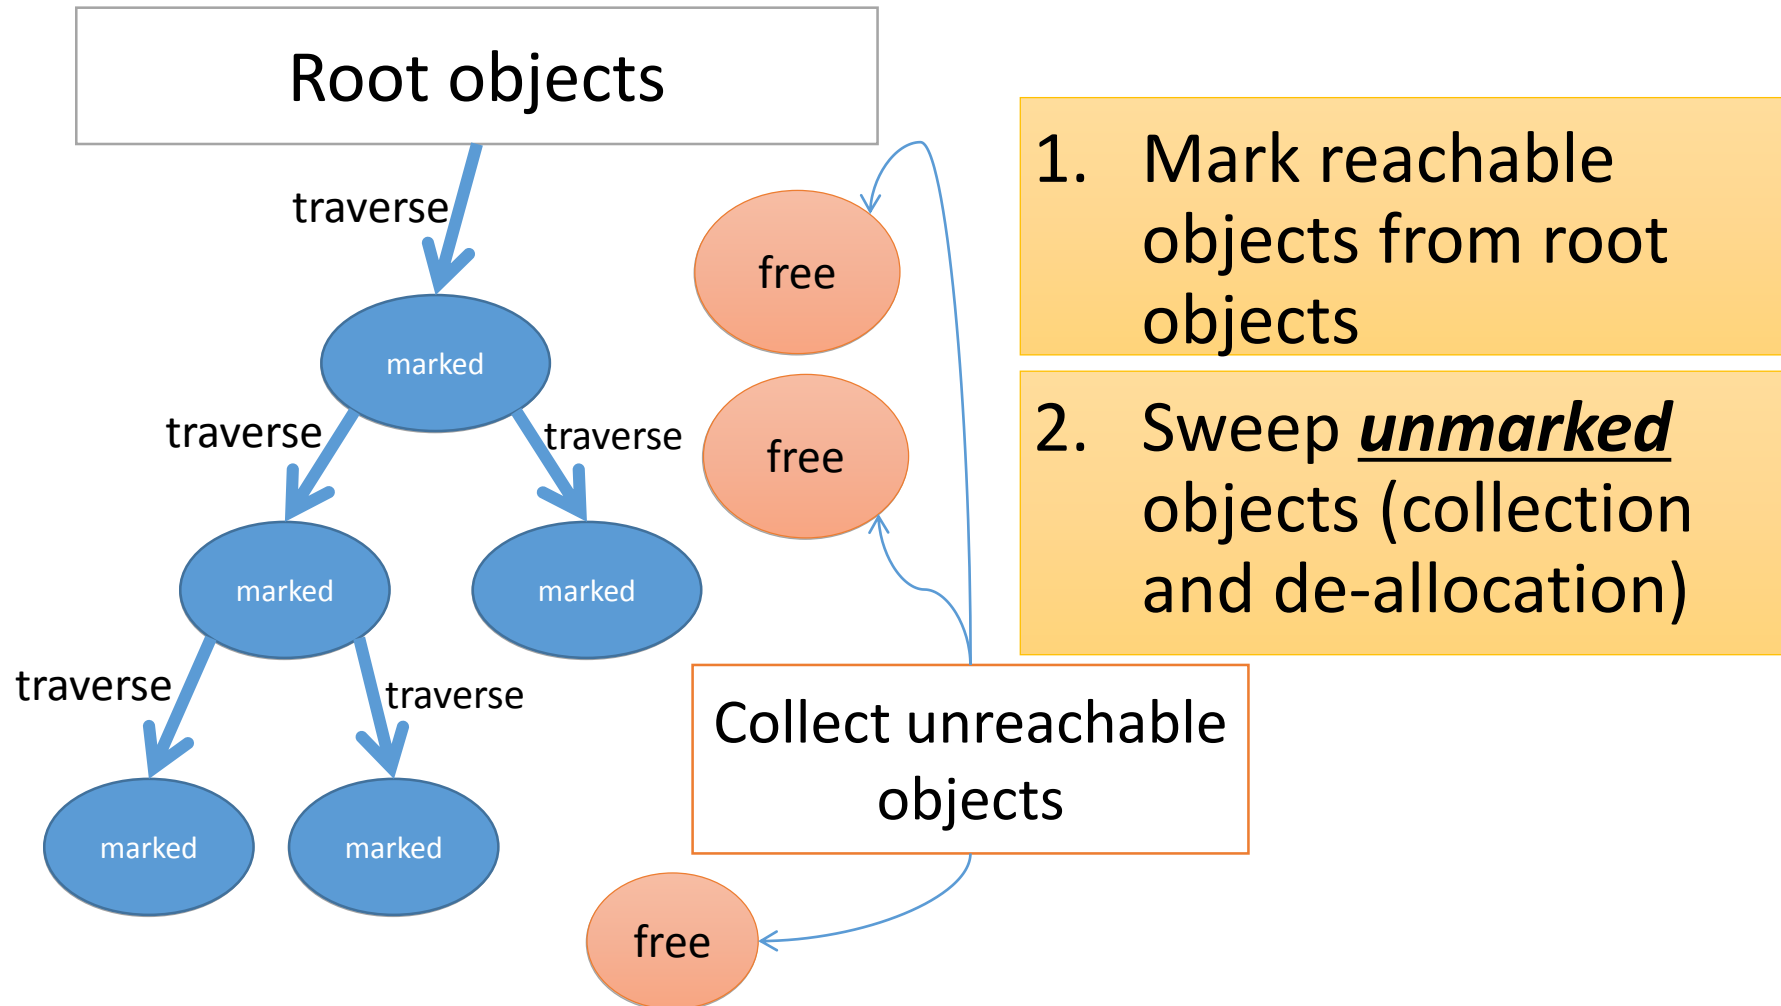 Root objects
traverse
marked
traverse
traverse
marked
marked
traverse
traverse
marked
marked
free
free
Collect unreachable
objects
free
1. Mark reachable
objects from root
objects
2. Sweep unmarked
objects (collection
and de-allocation)